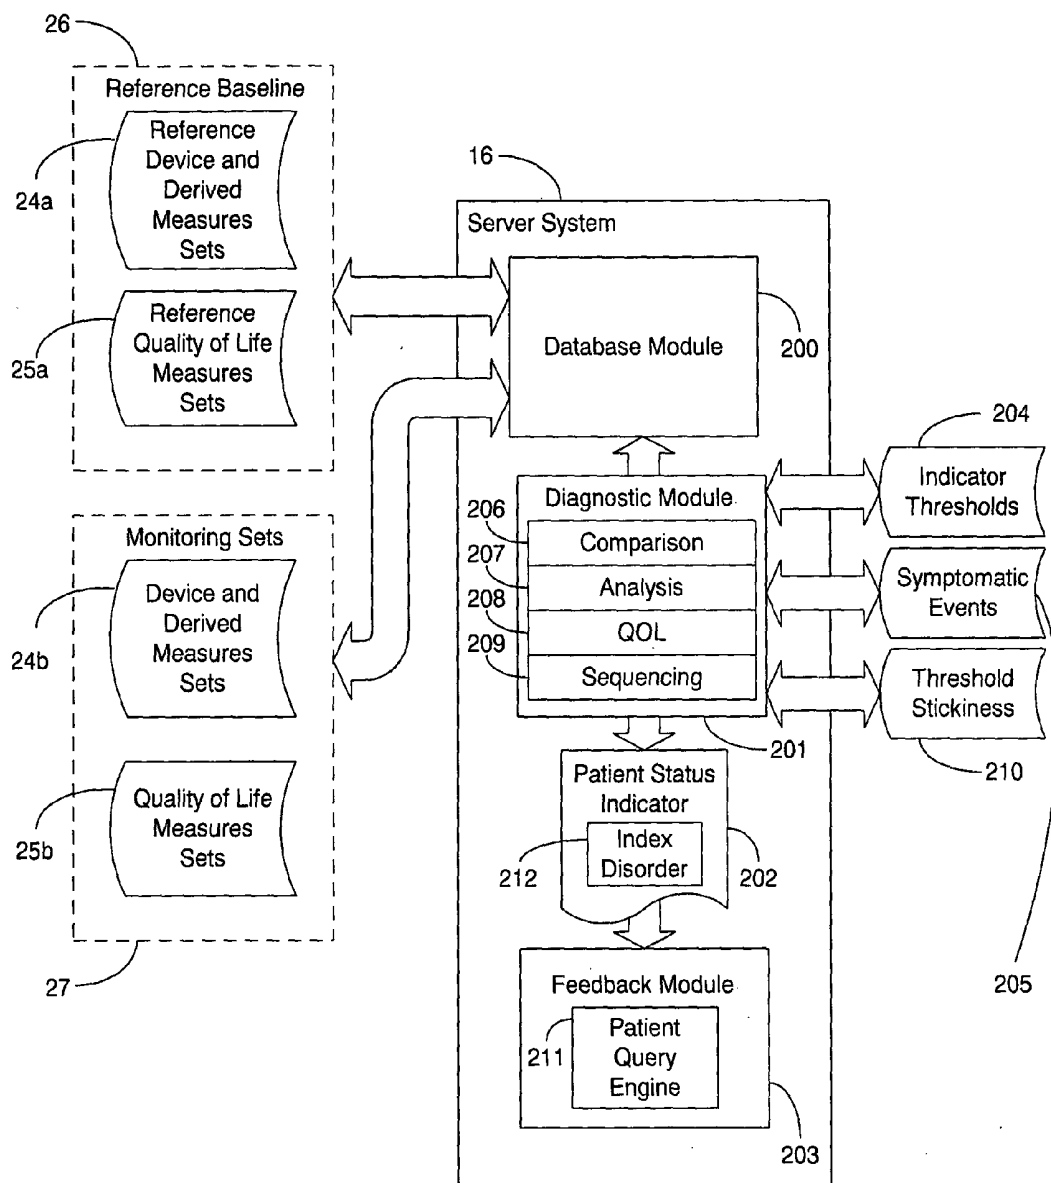 26
Reference Baseline
Reference
Device and
Derived
Measures
Sets
24a
Reference
Quality of Life
Measures
Sets
25a
Monitoring Sets
Device and
Derived
Measures
Sets
24b
Quality of Life
Measures
Sets
25b
27
16
Server System
Database Module
200
Diagnostic Module
206
Comparison
207
Analysis
208
QOL
209
Sequencing
201
204
Indicator
Thresholds
Symptomatic
Events
205
Threshold
Stickiness
210
Patient Status
Indicator
Index
Disorder
212
202
Feedback Module
Patient
Query
Engine
211
203